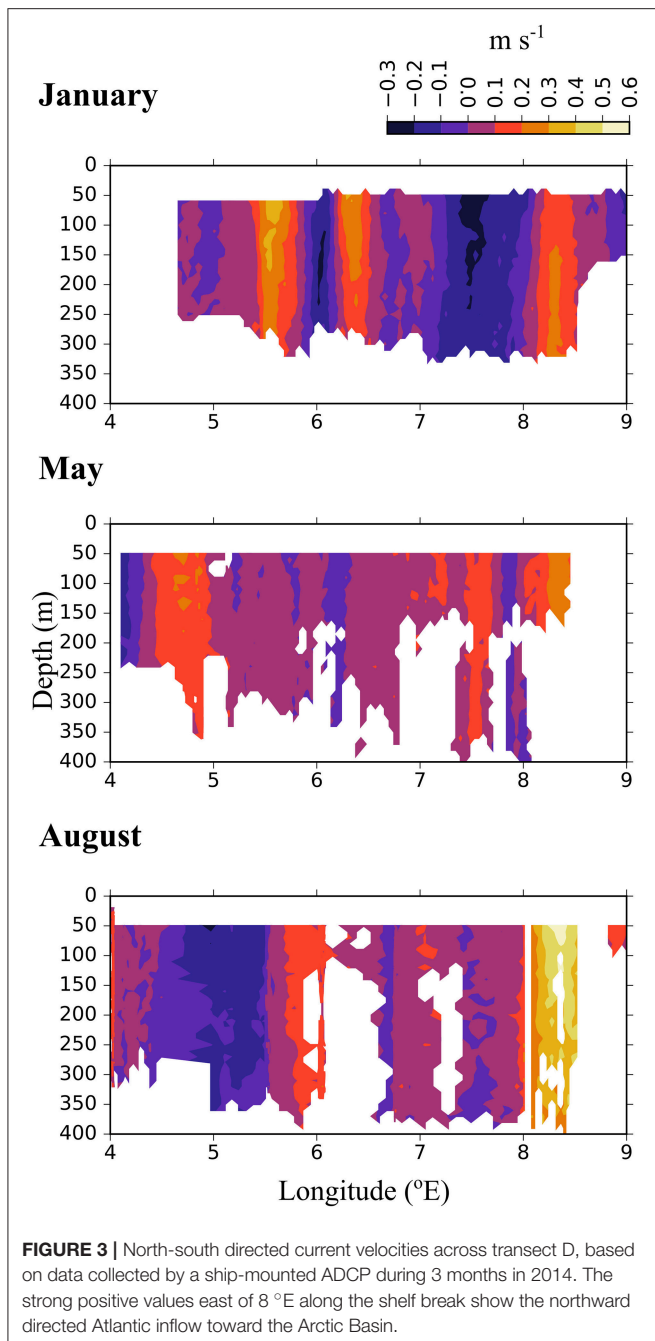 m s-1
−0.3 −0.2 −0.1 0.0 0.1 0.2 0.3 0.4 0.5 0.6
January
0
50
100
150
200
250
300
350
400
4 5 6 7 8 9
May
0
50
100
150
200
250
300
350
400
Depth (m)
4 5 6 7 8 9
August
0
50
100
150
200
250
300
350
400
4 5 6 7 8 9
Longitude (ºE)
FIGURE 3 | North-south directed current velocities across transect D, based
on data collected by a ship-mounted ADCP during 3 months in 2014. The
strong positive values east of 8 °E along the shelf break show the northward
directed Atlantic inflow toward the Arctic Basin.